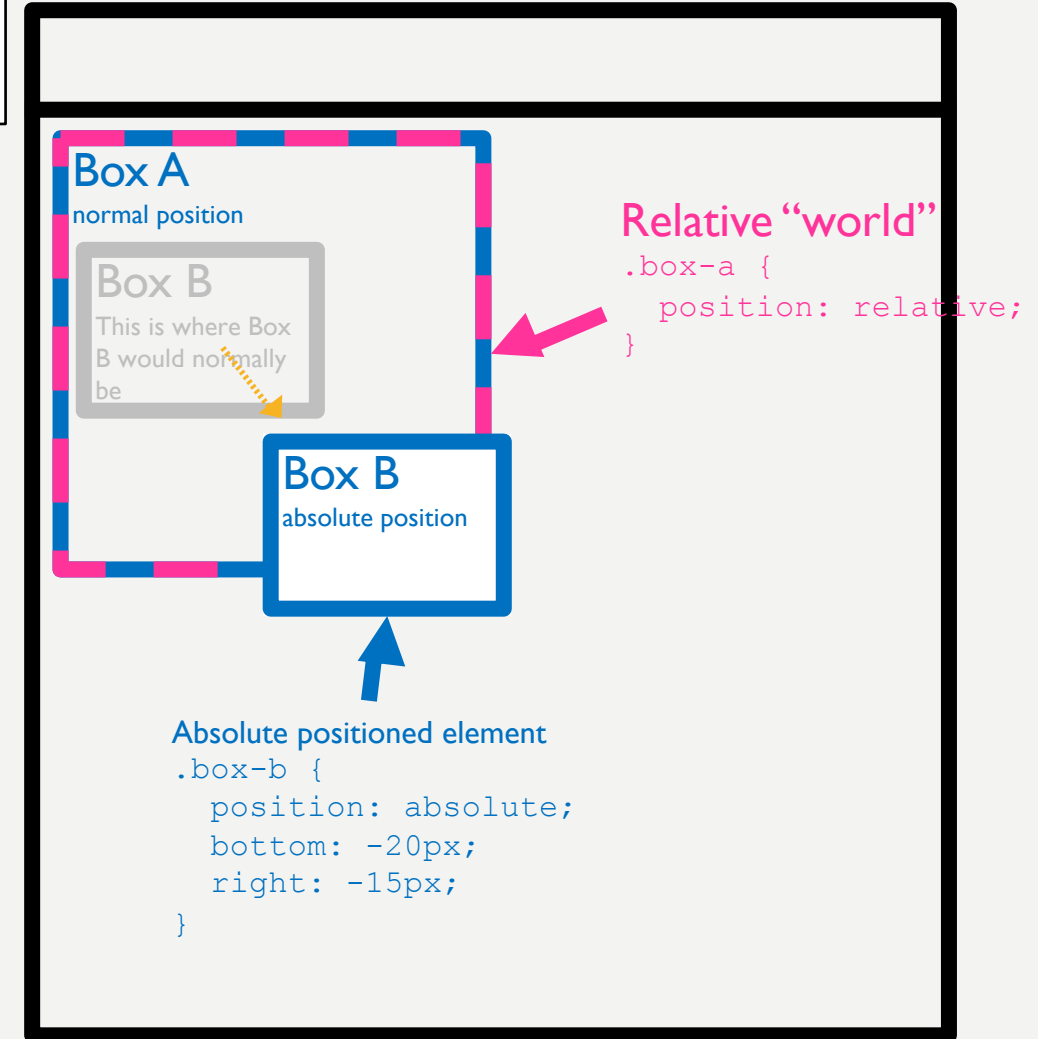 Box A
normal position
Box B
This is where Box
B would normally
be
Box B
absolute position
Relative “world”
.box-a {
  position: relative;
}
Absolute positioned element
.box-b {
  position: absolute;
  bottom: -20px;
  right: -15px;
}